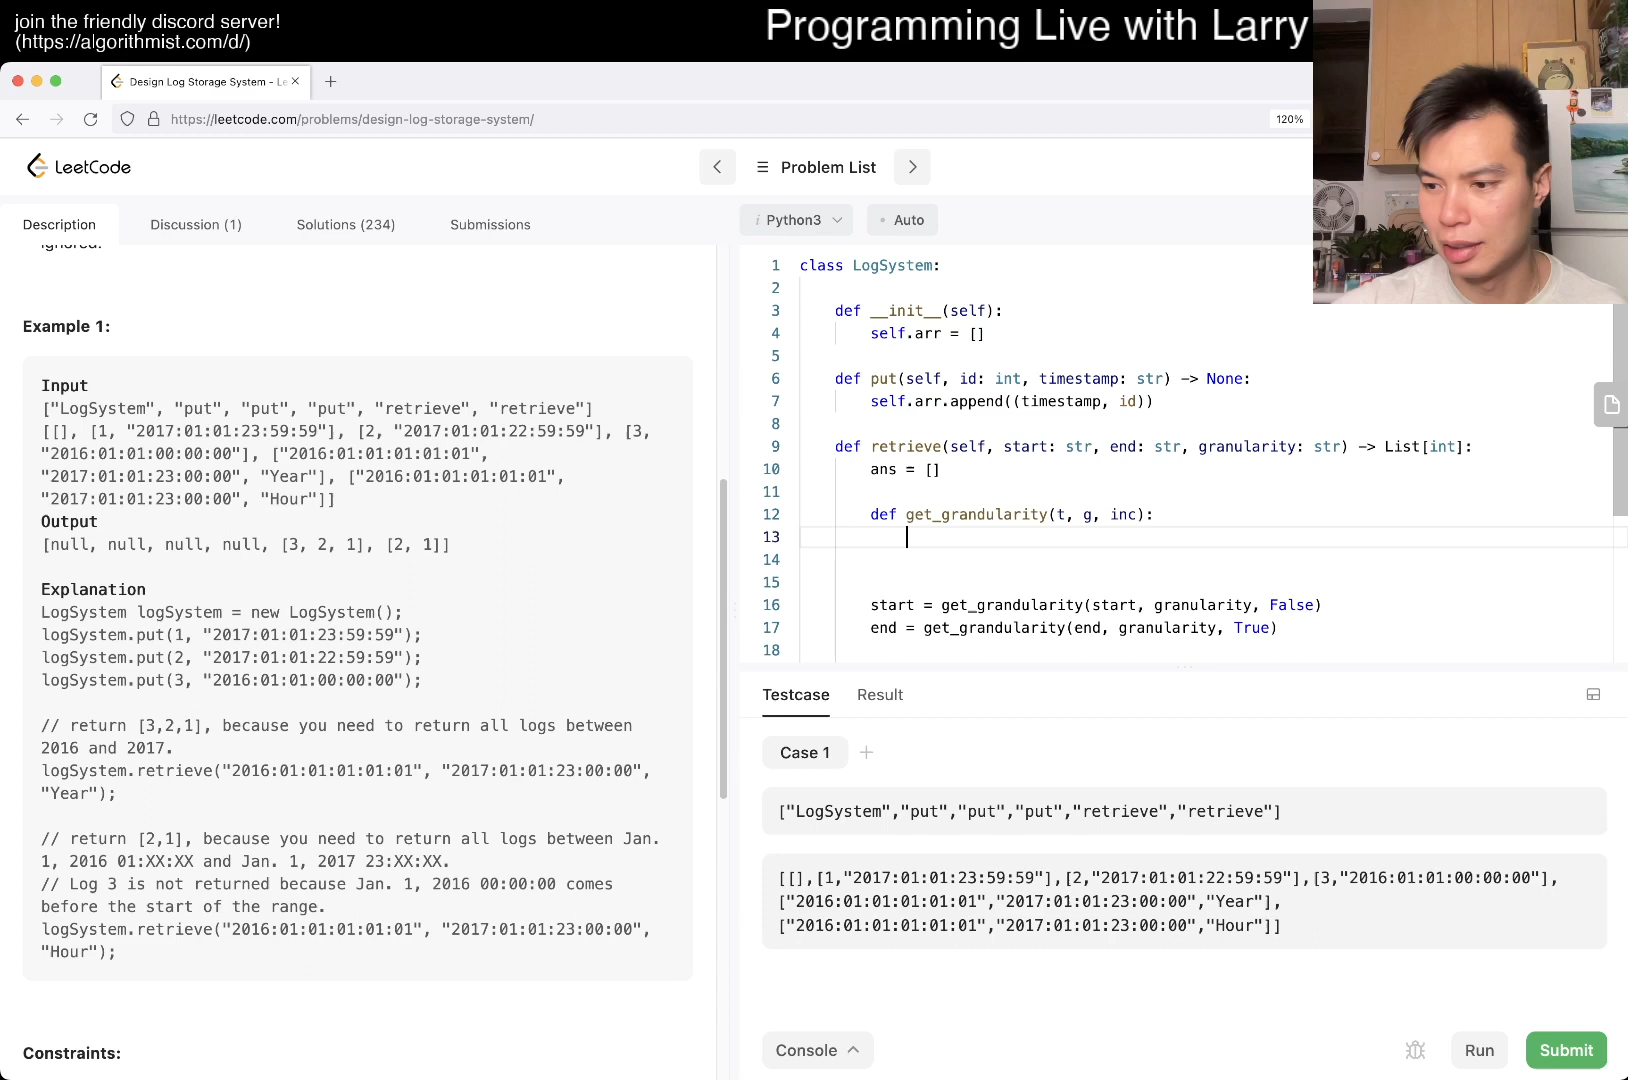 join the friendly discord server!
(https://algorithmist.com/d/)
Programming Live with Larry
Design Log Storage System - Le
https://leetcode.com/problems/design-log-storage-system/
120%
LeetCode
Problem List
Description
Discussion (1)
Solutions (234)
Submissions
i Python3
Auto
ignored.
Example 1:
Input
["LogSystem", "put", "put", "put", "retrieve", "retrieve"]
[[], [1, "2017:01:01:23:59:59"], [2, "2017:01:01:22:59:59"], [3,
"2016:01:01:00:00:00"], ["2016:01:01:01:01:01",
"2017:01:01:23:00:00", "Year"], ["2016:01:01:01:01:01",
"2017:01:01:23:00:00", "Hour"]]
Output
[null, null, null, null, [3, 2, 1], [2, 1]]
Explanation
LogSystem logSystem = new LogSystem();
logSystem.put(1, "2017:01:01:23:59:59");
logSystem.put(2, "2017:01:01:22:59:59");
logSystem.put(3, "2016:01:01:00:00:00");
// return [3,2,1], because you need to return all logs between
2016 and 2017.
logSystem.retrieve("2016:01:01:01:01:01", "2017:01:01:23:00:00",
"Year");
// return [2,1], because you need to return all logs between Jan.
1, 2016 01:XX:XX and Jan. 1, 2017 23:XX:XX.
// Log 3 is not returned because Jan. 1, 2016 00:00:00 comes
before the start of the range.
logSystem.retrieve("2016:01:01:01:01:01", "2017:01:01:23:00:00",
"Hour");
Constraints:
1 class LogSystem:
2
3 def __init__(self):
4 self.arr = []
5
6 def put(self, id: int, timestamp: str) -> None:
7 self.arr.append((timestamp, id))
8
9 def retrieve(self, start: str, end: str, granularity: str) -> List[int]:
10 ans = []
11
12 def get_grandularity(t, g, inc):
13
14
15
16 start = get_grandularity(start, granularity, False)
17 end = get_grandularity(end, granularity, True)
18
Testcase
Result
Case 1
["LogSystem","put","put","put","retrieve","retrieve"]
[[],[1,"2017:01:01:23:59:59"],[2,"2017:01:01:22:59:59"],[3,"2016:01:01:00:00:00"],
["2016:01:01:01:01:01","2017:01:01:23:00:00","Year"],
["2016:01:01:01:01:01","2017:01:01:23:00:00","Hour"]]
Console
Run
Submit